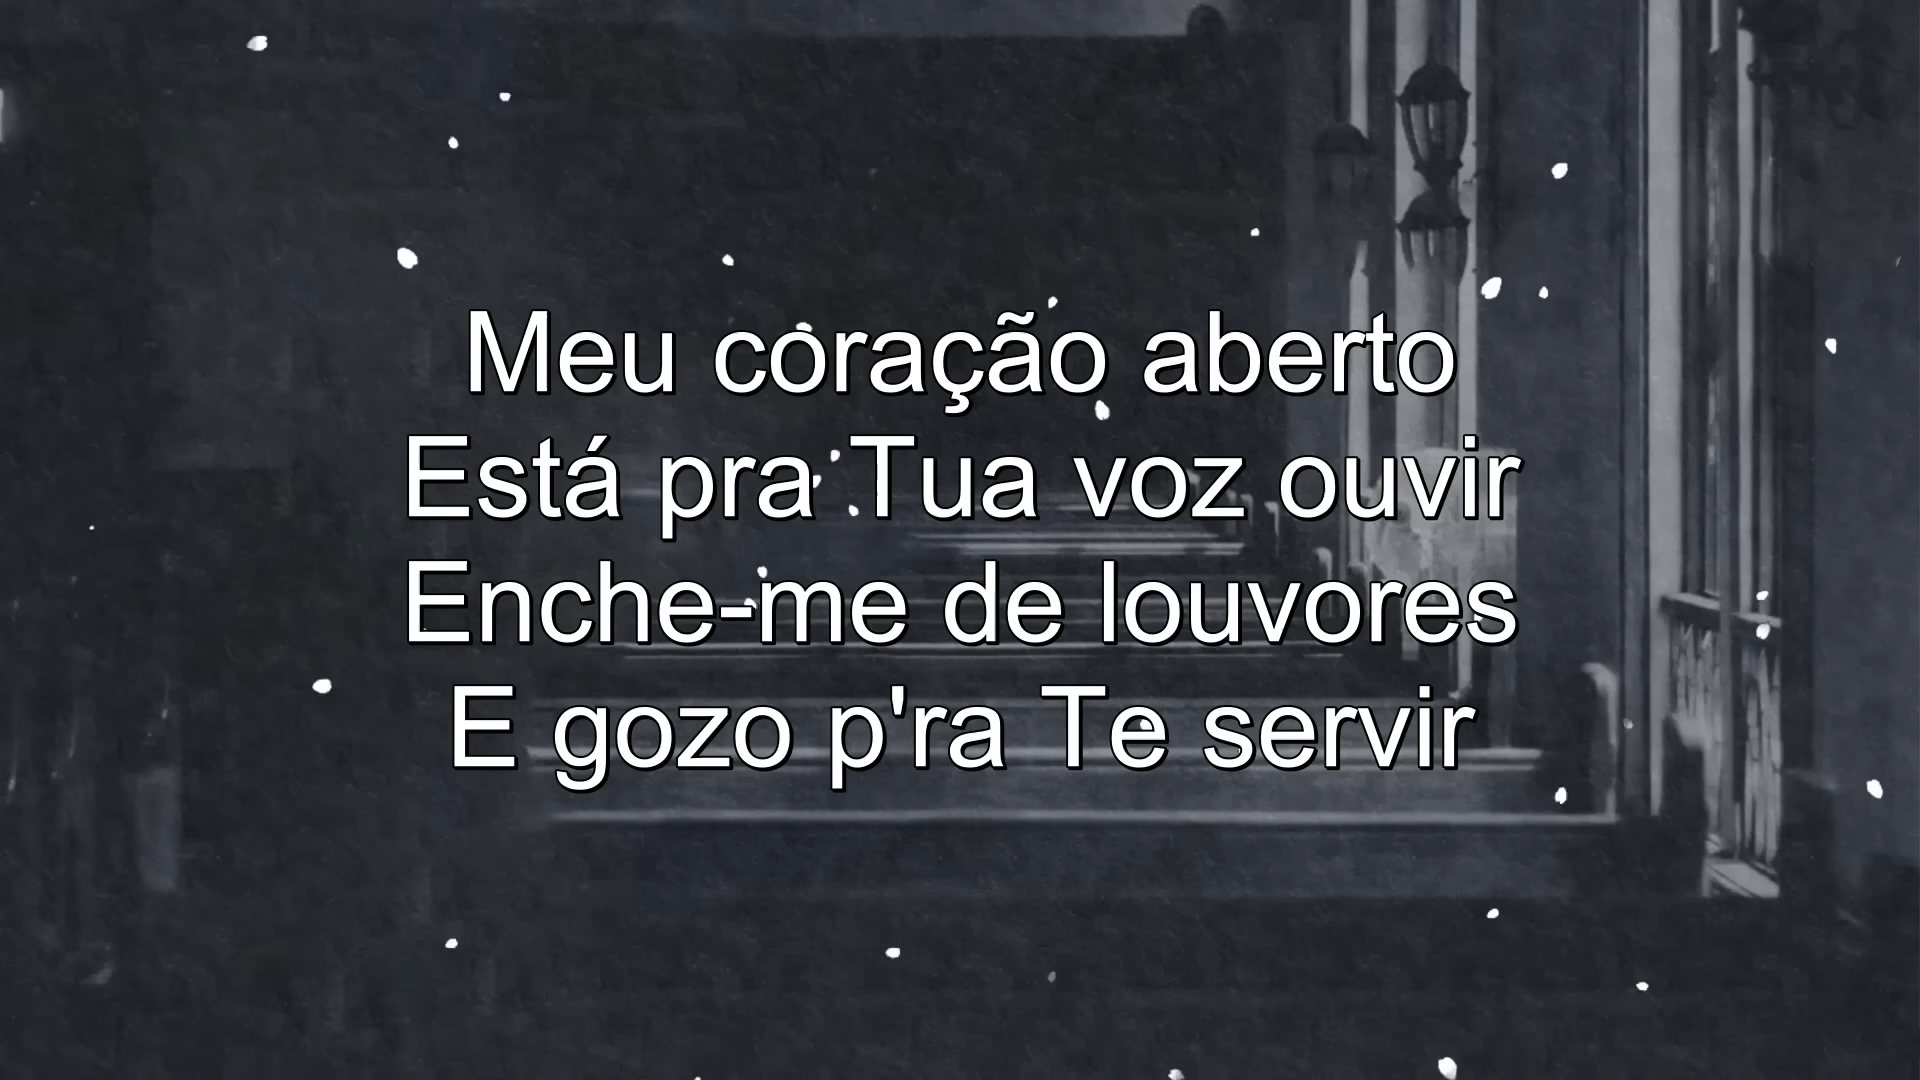 Meu coração aberto
Está pra Tua voz ouvir
Enche-me de louvores
E gozo p'ra Te servir